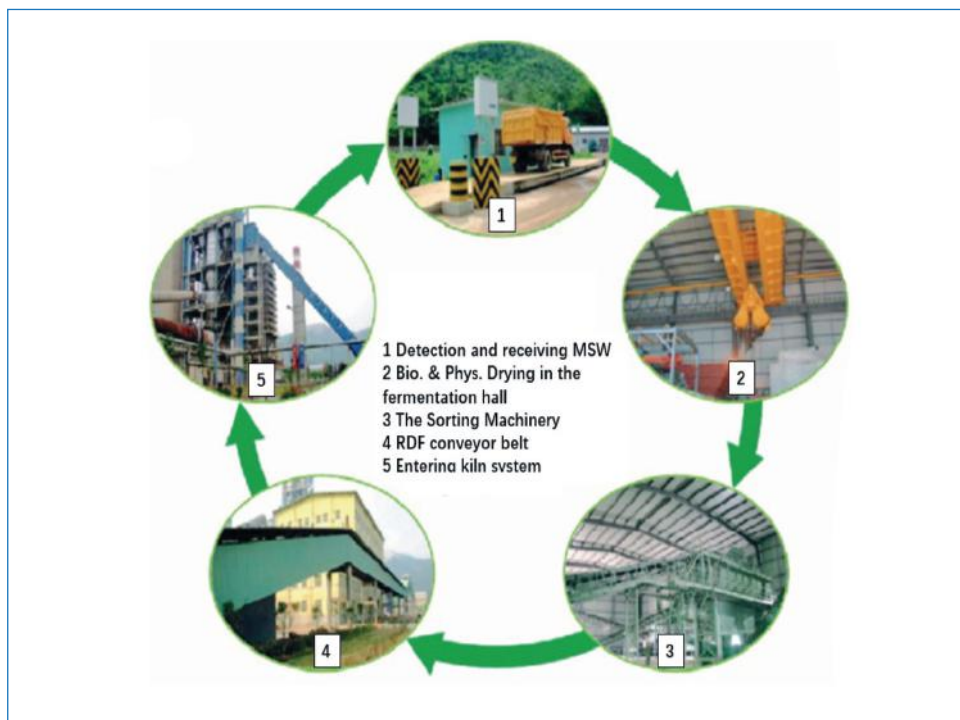 1
2
3
4
5
1 Detection and receiving MSW
2 Bio. & Phys. Drying in the
fermentation hall
3 The Sorting Machinery
4 RDF conveyor belt
5 Entering kiln system